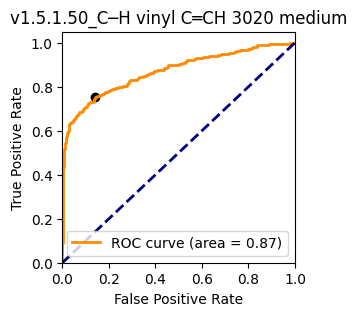 v1.5.1.50_C−H vinyl C=CH 3020 medium
True Positive Rate
1.0
0.8
0.6
0.4
0.2
0.0
ROC curve (area = 0.87)
0.0 0.2 0.4 0.6 0.8 1.0
False Positive Rate